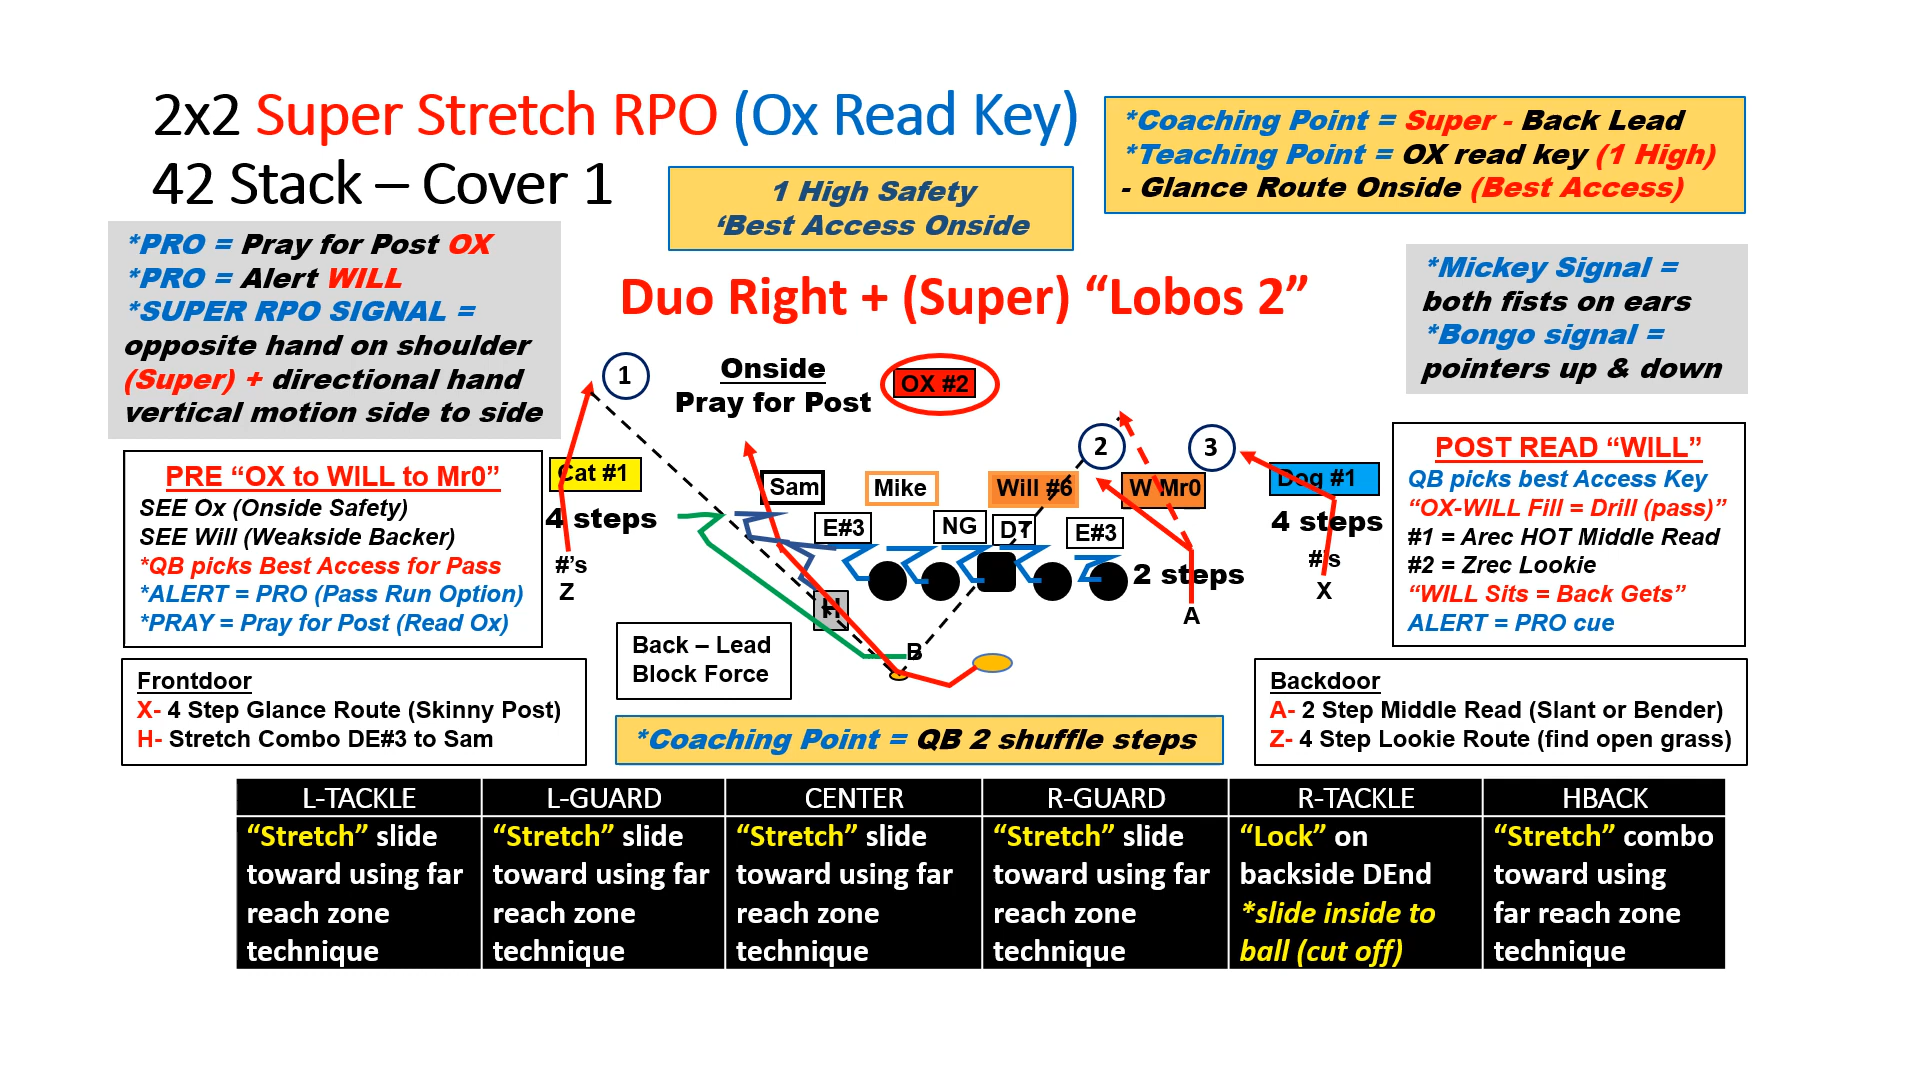 2x2 Super Stretch RPO (Ox Read Key)
42 Stack – Cover 1
*Coaching Point = Super - Back Lead
*Teaching Point = OX read key (1 High)
- Glance Route Onside (Best Access)
1 High Safety
‘Best Access Onside
*PRO = Pray for Post OX
*PRO = Alert WILL
*SUPER RPO SIGNAL =
opposite hand on shoulder
(Super) + directional hand
vertical motion side to side
Duo Right + (Super) “Lobos 2”
*Mickey Signal =
both fists on ears
*Bongo signal =
pointers up & down
1
Onside
Pray for Post
OX #2
2
3
PRE “OX to WILL to Mr0”
SEE Ox (Onside Safety)
SEE Will (Weakside Backer)
*QB picks Best Access for Pass
*ALERT = PRO (Pass Run Option)
*PRAY = Pray for Post (Read Ox)
Cat #1
Sam
Mike
Will #6
W Mr0
Dog #1
4 steps
E#3
NG
DT
E#3
4 steps
#’s
Z
2 steps
#’s
X
H
A
B
POST READ “WILL”
QB picks best Access Key
“OX-WILL Fill = Drill (pass)”
#1 = Arec HOT Middle Read
#2 = Zrec Lookie
“WILL Sits = Back Gets”
ALERT = PRO cue
Back – Lead
Block Force
Frontdoor
X- 4 Step Glance Route (Skinny Post)
H- Stretch Combo DE#3 to Sam
*Coaching Point = QB 2 shuffle steps
Backdoor
A- 2 Step Middle Read (Slant or Bender)
Z- 4 Step Lookie Route (find open grass)
L-TACKLE
“Stretch” slide
toward using far
reach zone
technique
L-GUARD
“Stretch” slide
toward using far
reach zone
technique
CENTER
“Stretch” slide
toward using far
reach zone
technique
R-GUARD
“Stretch” slide
toward using far
reach zone
technique
R-TACKLE
“Lock” on
backside DEnd
*slide inside to
ball (cut off)
HBACK
“Stretch” combo
toward using
far reach zone
technique